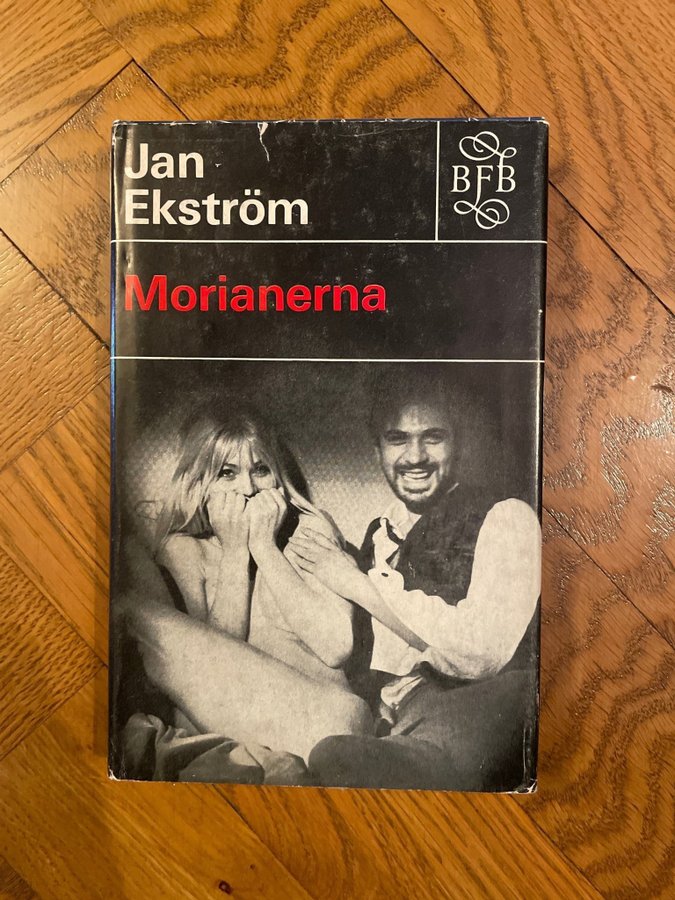 Jan
Ekström
BFB
Morianerna